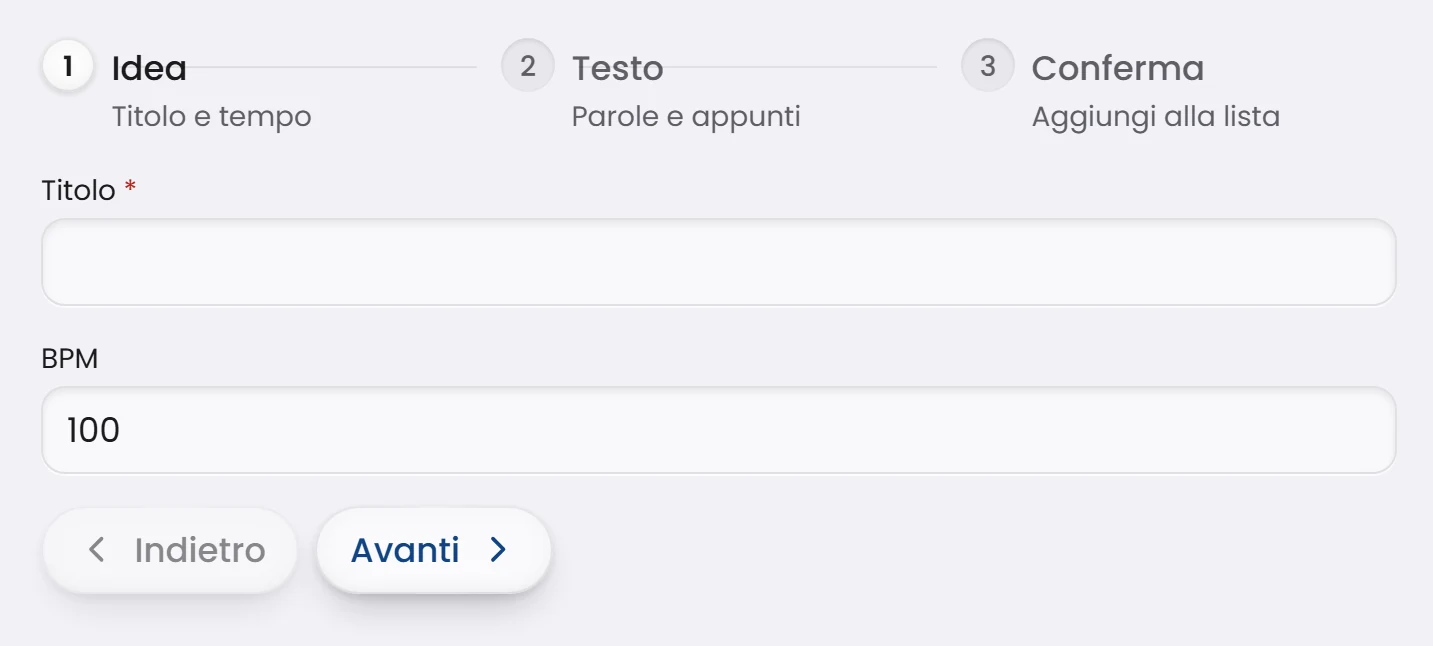 1 Idea 2 Testo 3 Conferma
Titolo e tempo Parole e appunti Aggiungi alla lista
Titolo *
BPM
100
Indietro Avanti